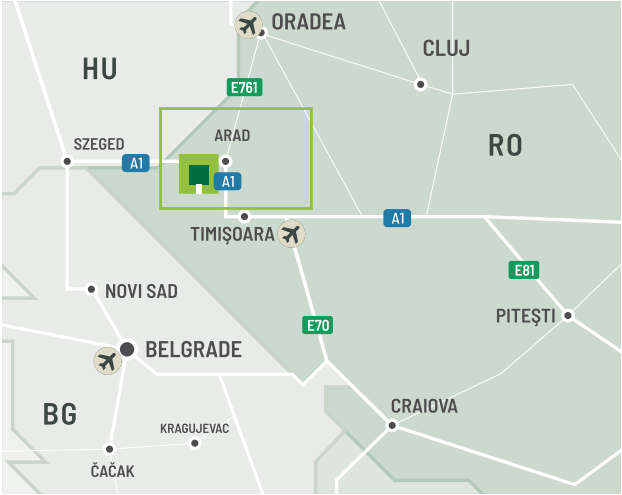 ORADEA
CLUJ
HU
E761
ARAD
SZEGED
RO
A1
A1
A1
TIMIŞOARA
E81
NOVI SAD
PITEŞTI
E70
BELGRADE
BG
CRAIOVA
KRAGUJEVAC
ČAČAK